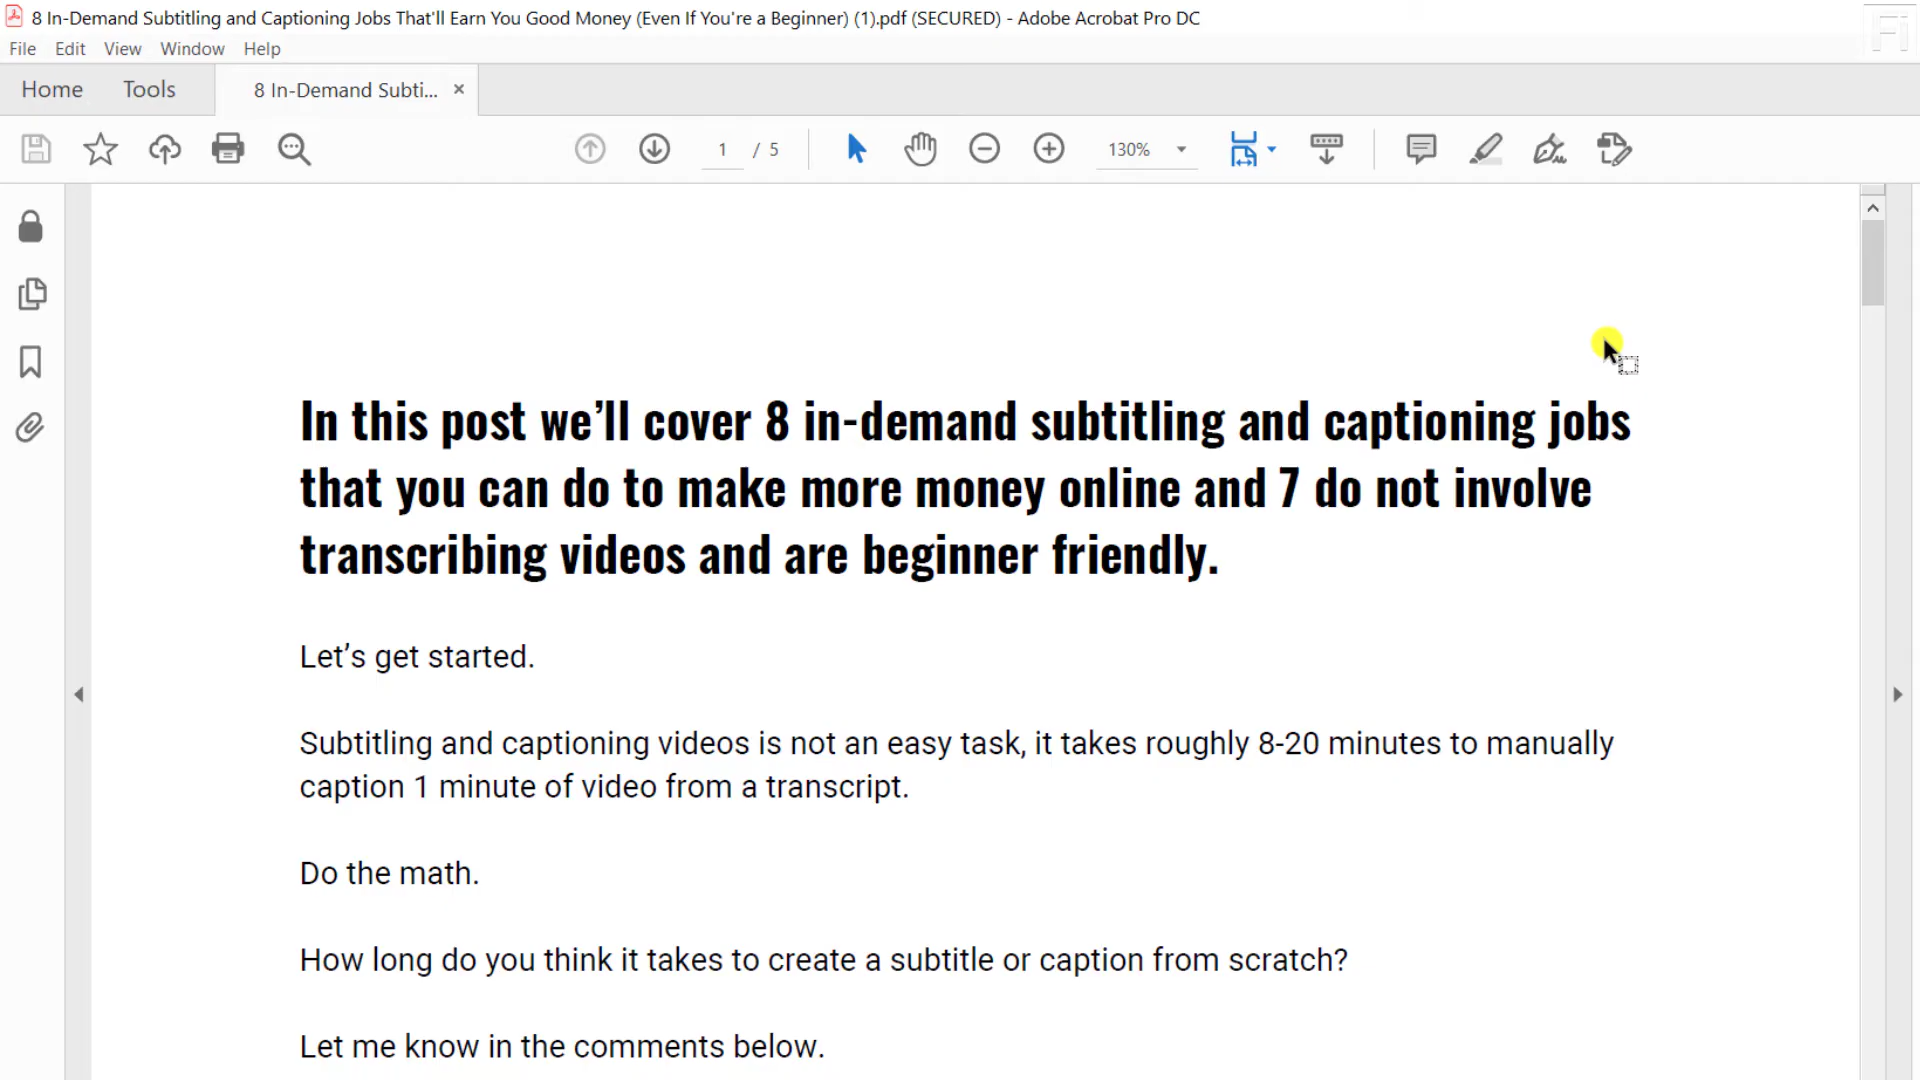 8 In-Demand Subtitling and Captioning Jobs That'll Earn You Good Money (Even If You're a Beginner) (1).pdf (SECURED) - Adobe Acrobat Pro DC
File Edit View Window Help
Home Tools 8 In-Demand Subti... ×
1 / 5 130%
In this post we’ll cover 8 in-demand subtitling and captioning jobs
that you can do to make more money online and 7 do not involve
transcribing videos and are beginner friendly.
Let’s get started.
Subtitling and captioning videos is not an easy task, it takes roughly 8-20 minutes to manually
caption 1 minute of video from a transcript.
Do the math.
How long do you think it takes to create a subtitle or caption from scratch?
Let me know in the comments below.